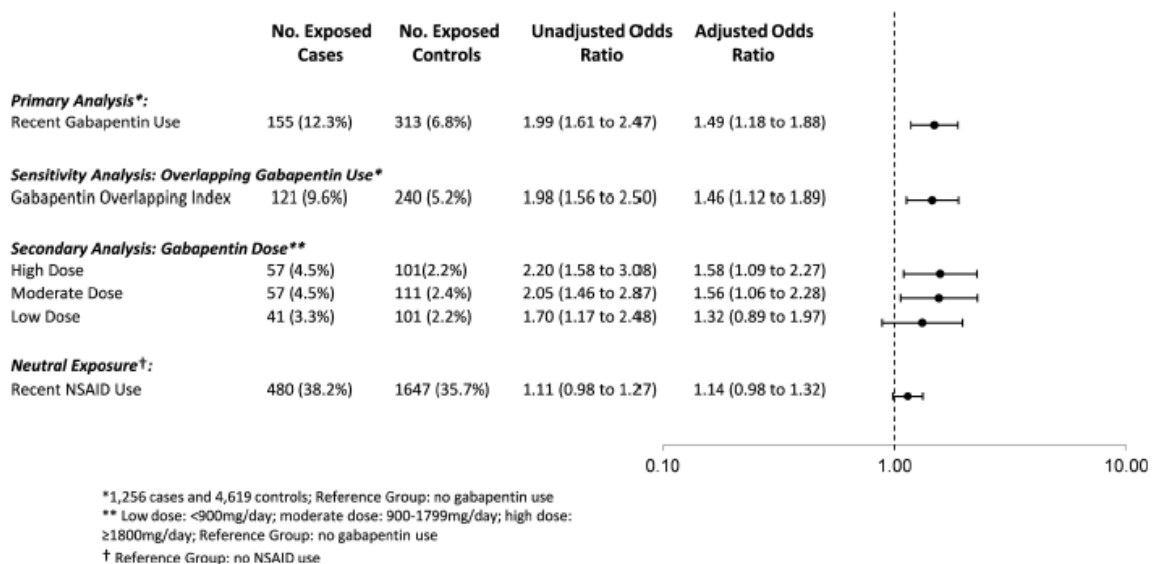 No. Exposed Cases No. Exposed Controls Unadjusted Odds Ratio Adjusted Odds Ratio
Primary Analysis*:
Recent Gabapentin Use 155 (12.3%) 313 (6.8%) 1.99 (1.61 to 2.47) 1.49 (1.18 to 1.88)
Sensitivity Analysis: Overlapping Gabapentin Use*
Gabapentin Overlapping Index 121 (9.6%) 240 (5.2%) 1.98 (1.56 to 2.50) 1.46 (1.12 to 1.89)
Secondary Analysis: Gabapentin Dose**
High Dose 57 (4.5%) 101(2.2%) 2.20 (1.58 to 3.08) 1.58 (1.09 to 2.27)
Moderate Dose 57 (4.5%) 111 (2.4%) 2.05 (1.46 to 2.87) 1.56 (1.06 to 2.28)
Low Dose 41 (3.3%) 101 (2.2%) 1.70 (1.17 to 2.48) 1.32 (0.89 to 1.97)
Neutral Exposure†:
Recent NSAID Use 480 (38.2%) 1647 (35.7%) 1.11 (0.98 to 1.27) 1.14 (0.98 to 1.32)
0.10 1.00 10.00
*1,256 cases and 4,619 controls; Reference Group: no gabapentin use
** Low dose: <900mg/day; moderate dose: 900-1799mg/day; high dose:
≥1800mg/day; Reference Group: no gabapentin use
† Reference Group: no NSAID use